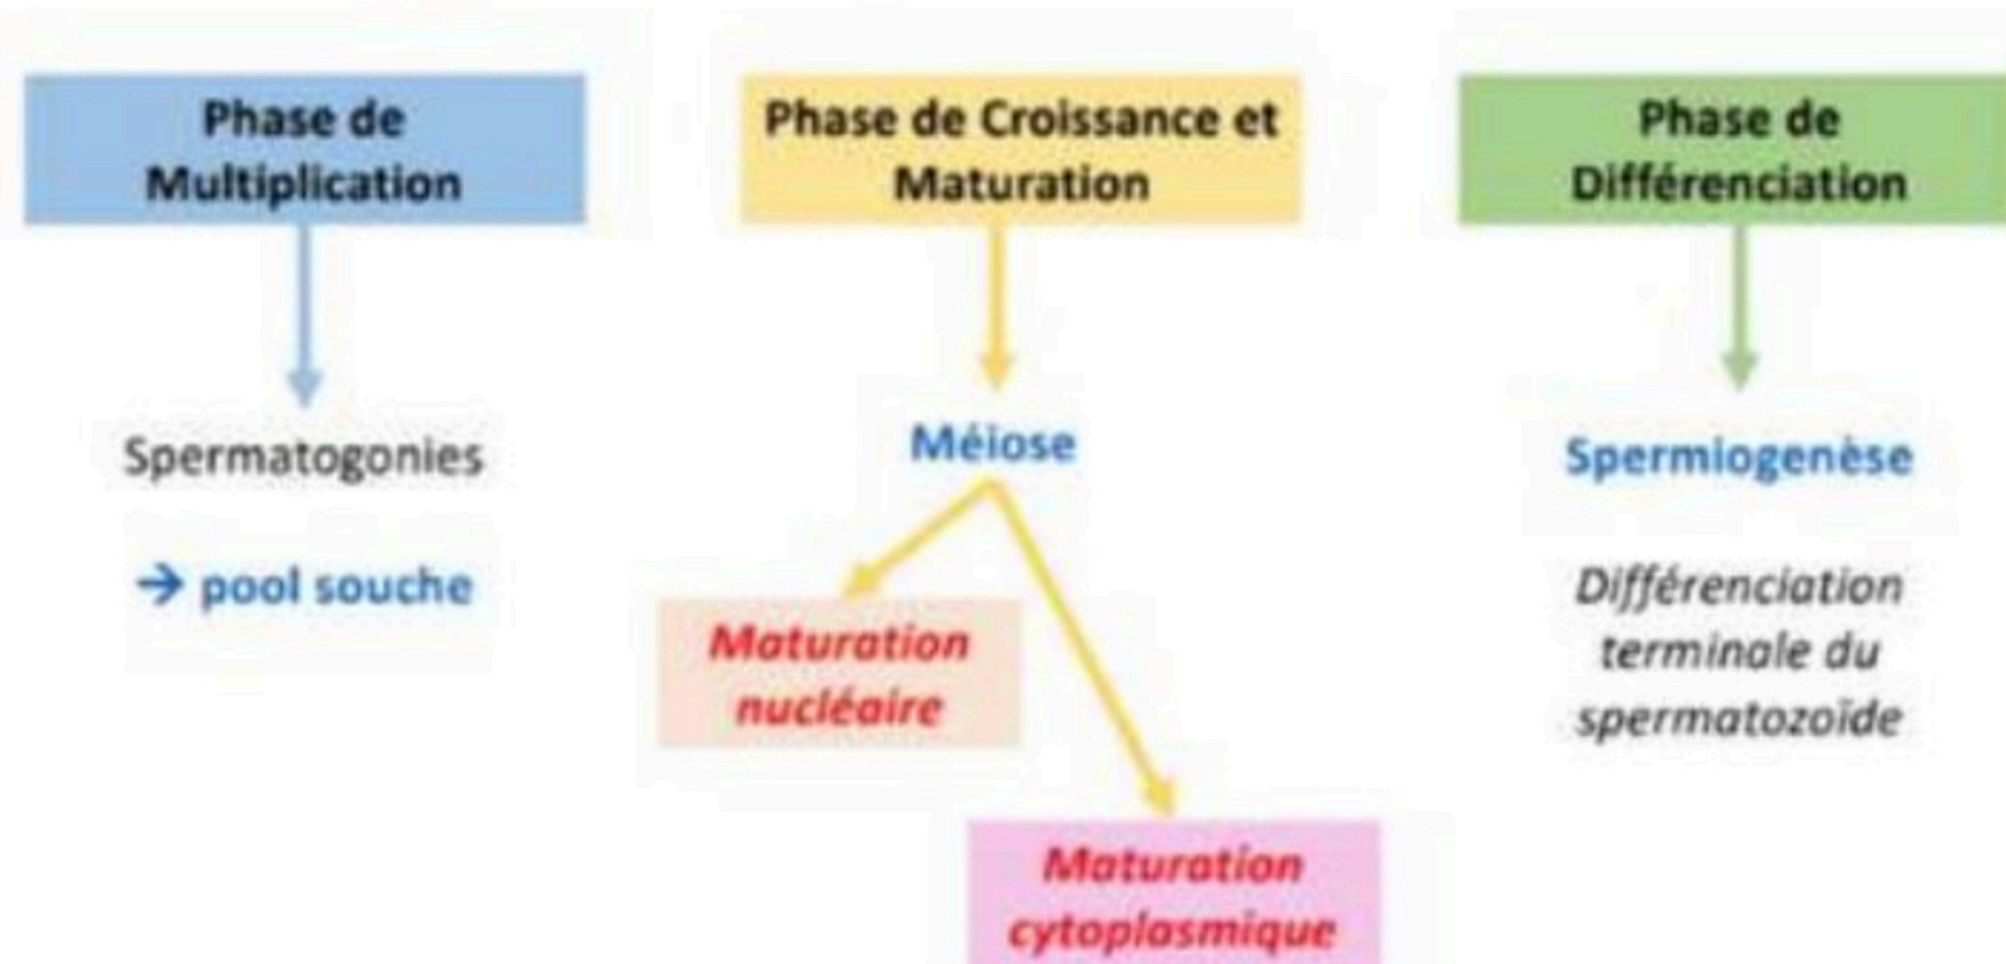 Phase de
Multiplication
Spermatogonies
→ pool souche
Phase de Croissance et
Maturation
Méiose
Maturation
nucléaire
Maturation
cytoplasmique
Phase de
Différenciation
Spermiogenèse
Différenciation
terminale du
spermatozoïde